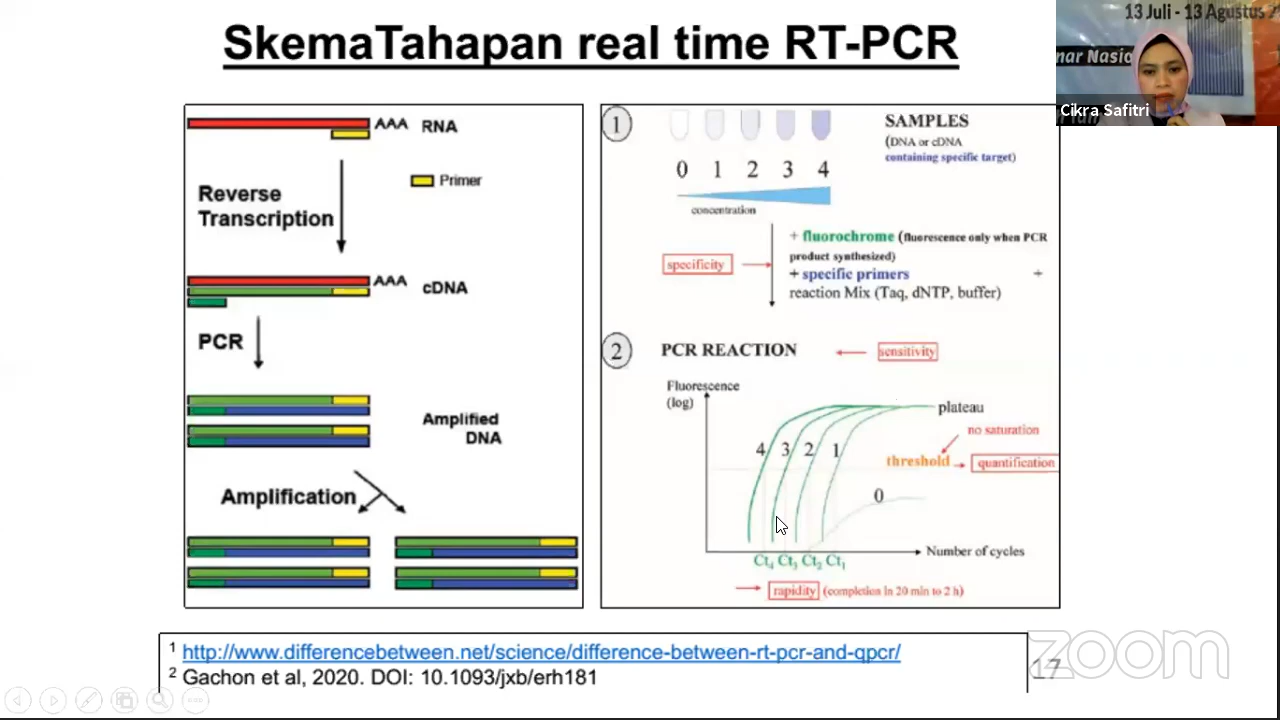 SkemaTahapan real time RT-PCR
13 Juli - 13 Agustus 2
nar Nasio
Cikra Safitri
AAA RNA
Primer
Reverse
Transcription
AAA cDNA
PCR
Amplified
DNA
Amplification
1
SAMPLES
(DNA or cDNA
containing specific target)
0 1 2 3 4
concentration
+ fluorochrome (fluorescence only when PCR
product synthesized)
specificity
+ specific primers +
reaction Mix (Taq, dNTP, buffer)
2
PCR REACTION
sensitivity
Fluorescence
(log)
plateau
no saturation
4 3 2 1
threshold
quantification
0
Number of cycles
Ct4 Ct3 Ct2 Ct1
rapidity (completion in 20 min to 2 h)
1 http://www.differencebetween.net/science/difference-between-rt-pcr-and-qpcr/
2 Gachon et al, 2020. DOI: 10.1093/jxb/erh181
17
zoom